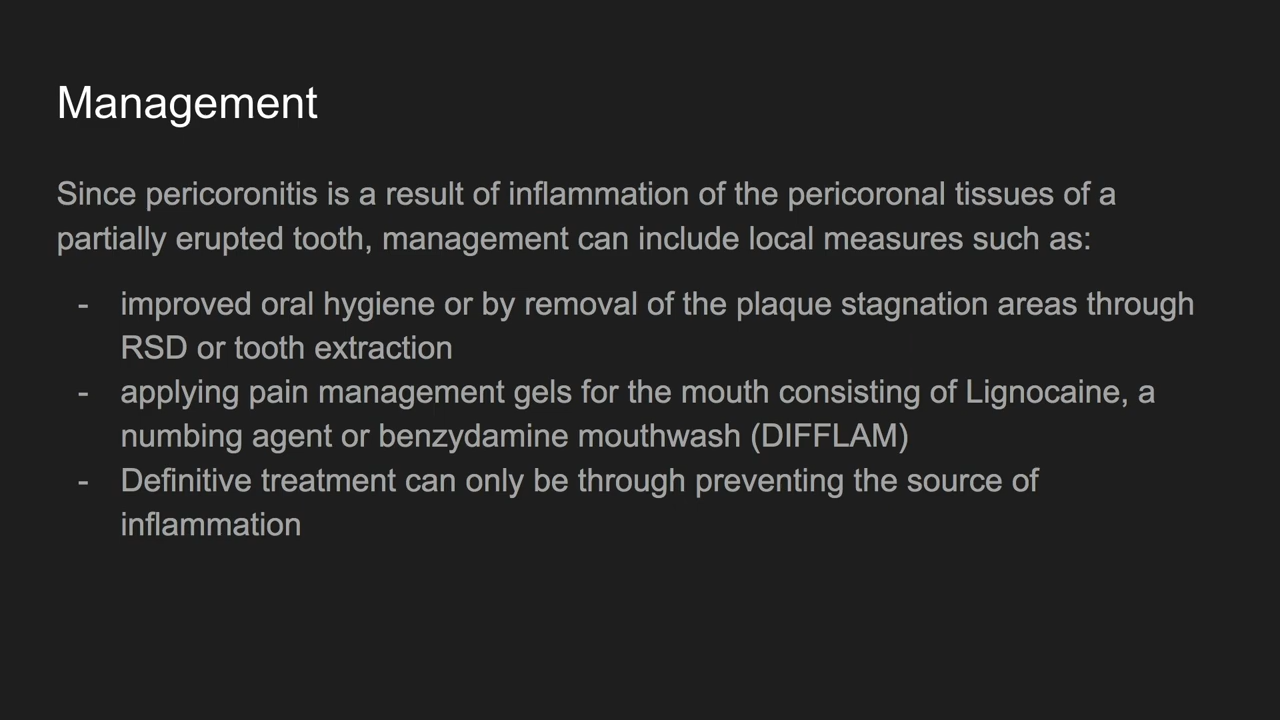 Management
Since pericoronitis is a result of inflammation of the pericoronal tissues of a
partially erupted tooth, management can include local measures such as:
- improved oral hygiene or by removal of the plaque stagnation areas through
RSD or tooth extraction
- applying pain management gels for the mouth consisting of Lignocaine, a
numbing agent or benzydamine mouthwash (DIFFLAM)
- Definitive treatment can only be through preventing the source of
inflammation